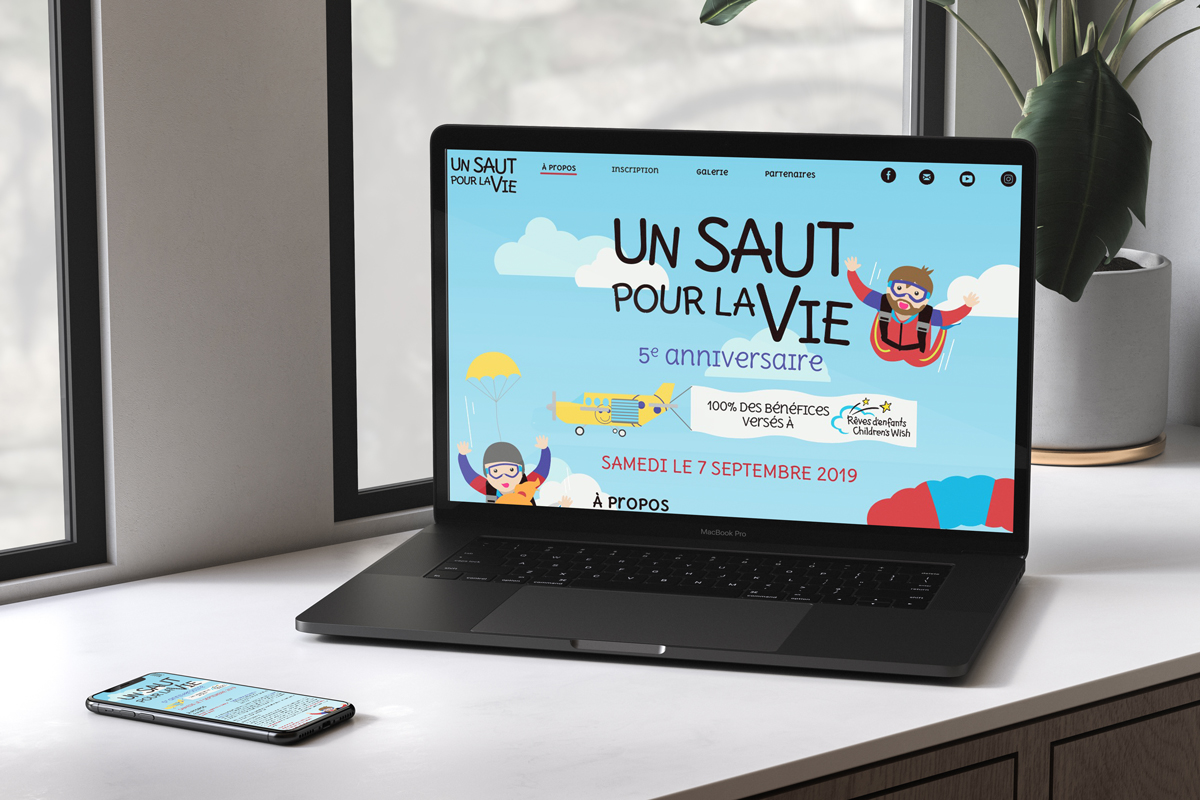 UN SAUT
POUR LA VIE
À PROPOS
INSCRIPTION
GALERIE
PARTENAIRES
UN SAUT
POUR LA VIE
5e anniversaire
100% DES BÉNÉFICES
VERSÉS À
Rêves d'enfants
Children's Wish
SAMEDI LE 7 SEPTEMBRE 2019
À PROPOS
MacBook Pro
UN SAUT
POUR LA VIE